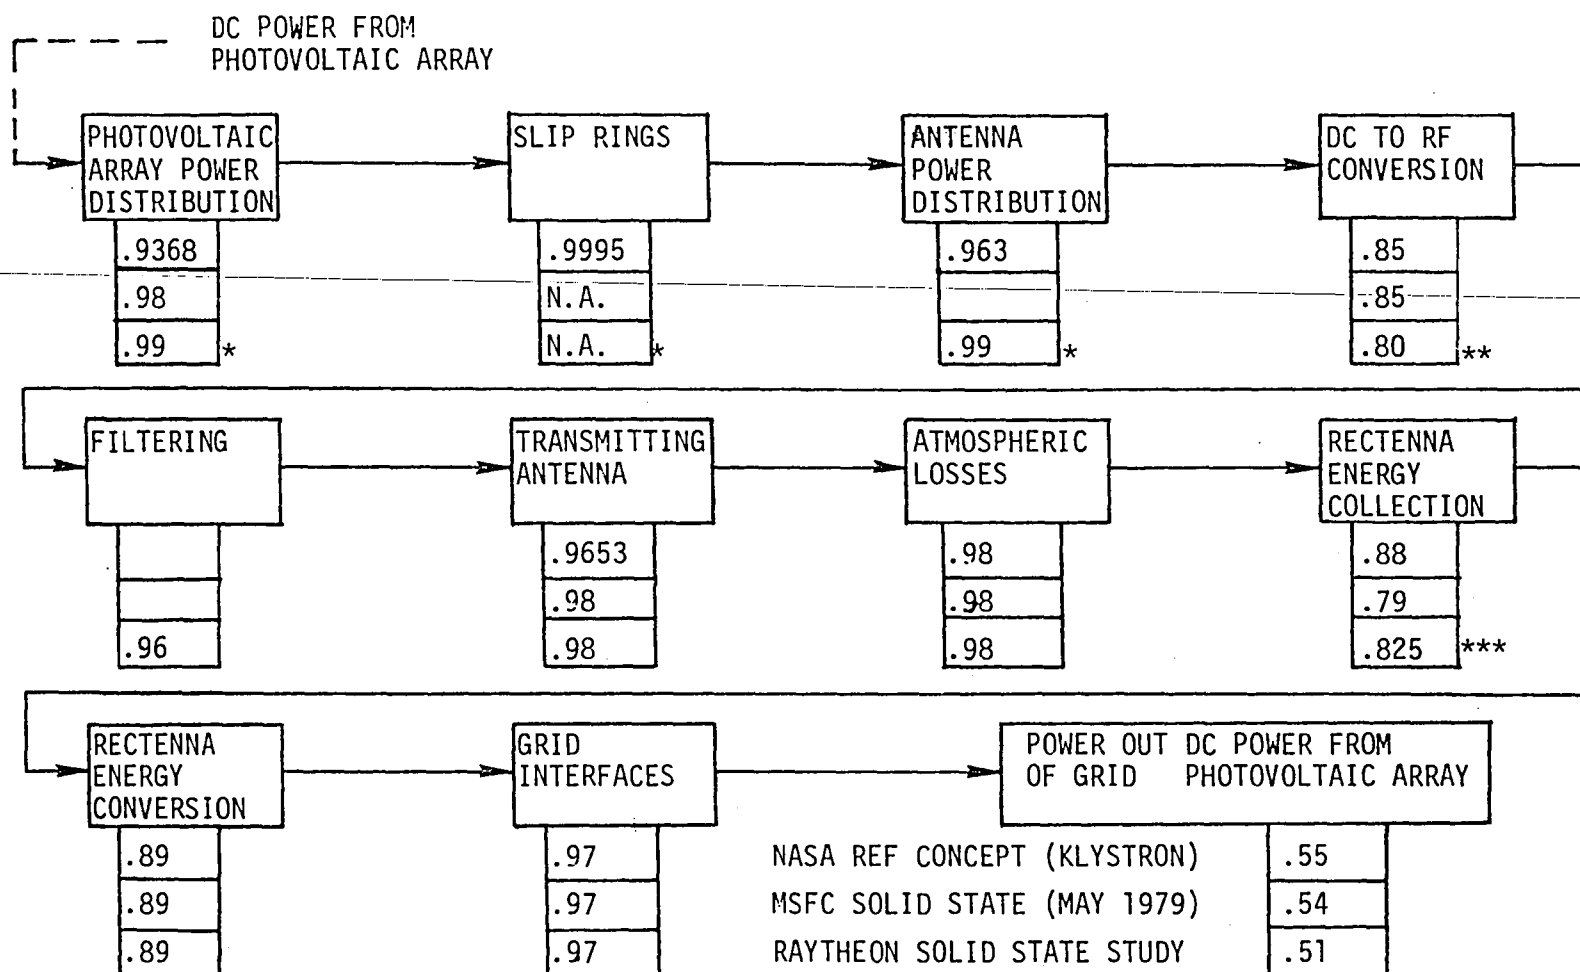 DC POWER FROM
PHOTOVOLTAIC ARRAY
PHOTOVOLTAIC
ARRAY POWER
DISTRIBUTION
.9368
.98
.99 *
SLIP RINGS
.9995
N.A.
N.A. *
ANTENNA
POWER
DISTRIBUTION
.963
.99 *
DC TO RF
CONVERSION
.85
.85
.80 **
FILTERING
.96
TRANSMITTING
ANTENNA
.9653
.98
.98
ATMOSPHERIC
LOSSES
.98
.98
.98
RECTENNA
ENERGY
COLLECTION
.88
.79
.825 ***
RECTENNA
ENERGY
CONVERSION
.89
.89
.89
GRID
INTERFACES
.97
.97
.97
POWER OUT DC POWER FROM
OF GRID PHOTOVOLTAIC ARRAY
NASA REF CONCEPT (KLYSTRON) .55
MSFC SOLID STATE (MAY 1979) .54
RAYTHEON SOLID STATE STUDY .51